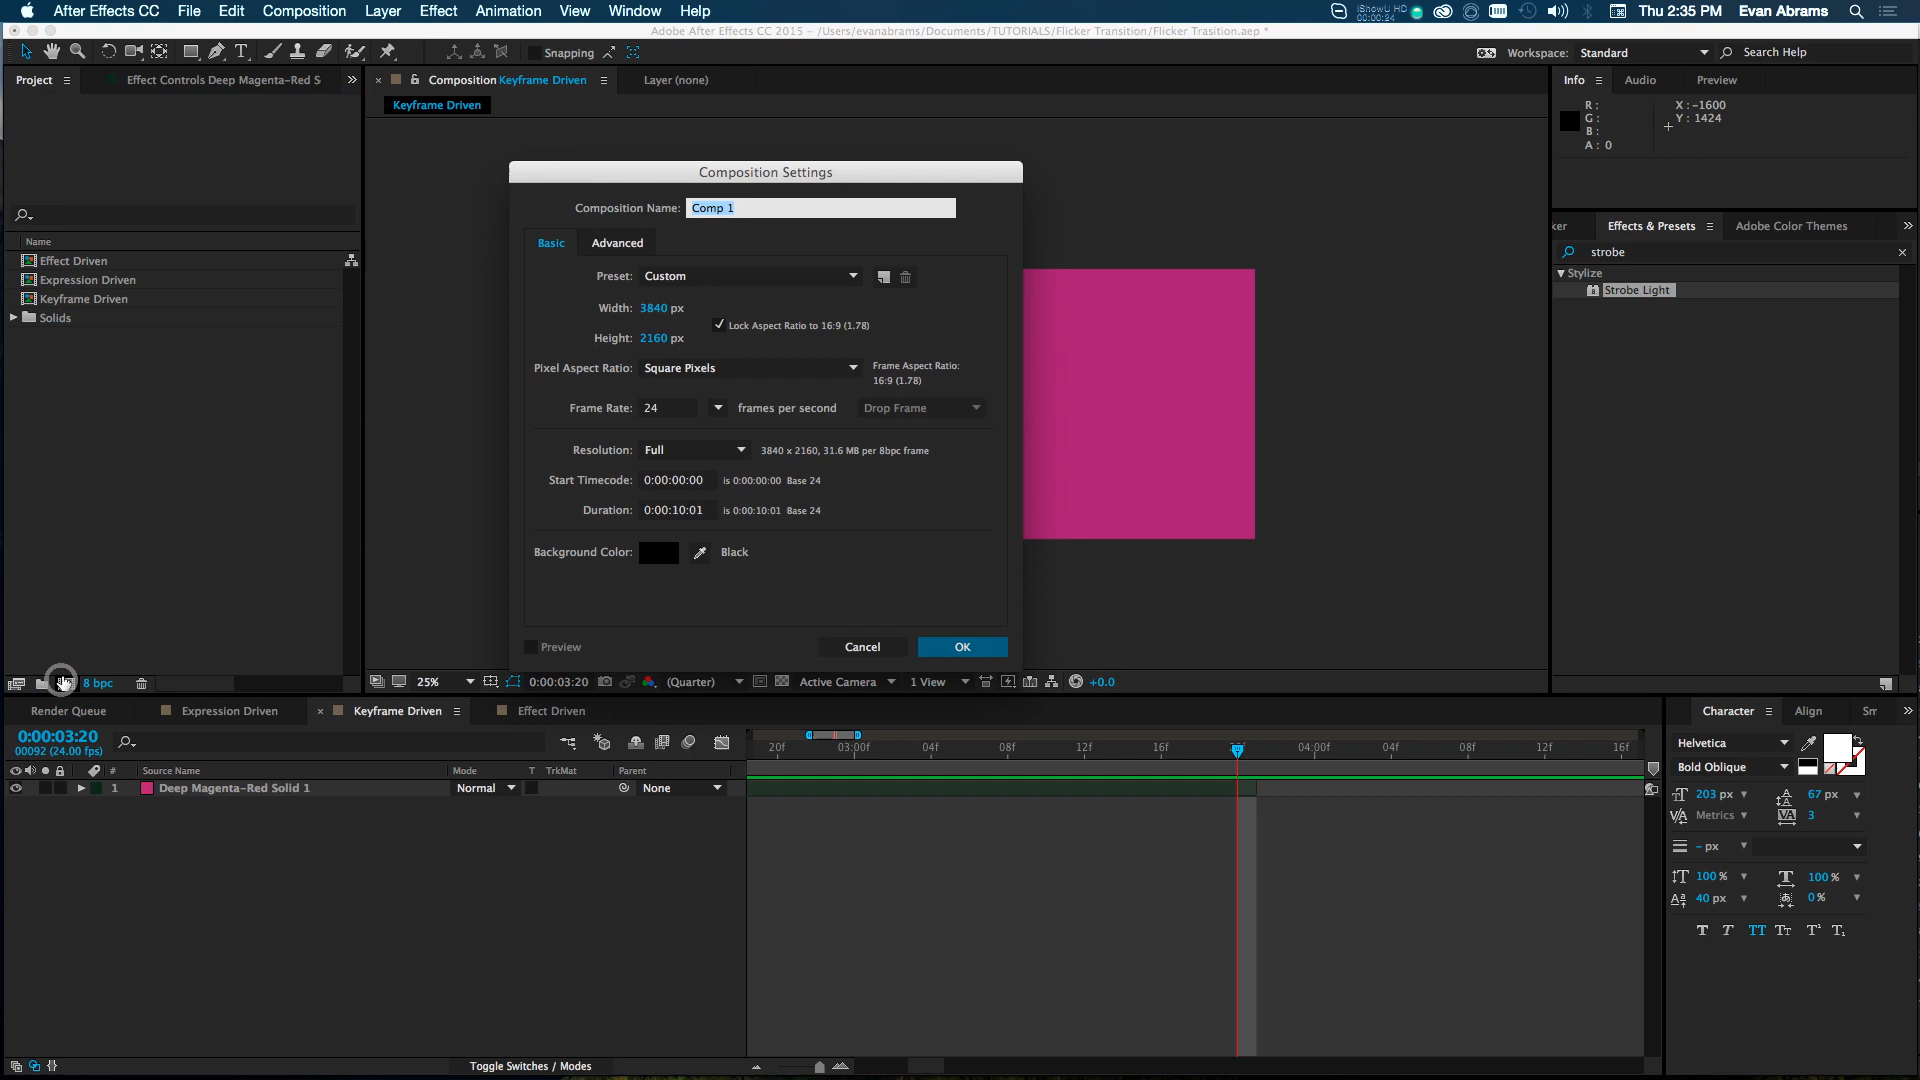 After Effects CC File Edit Composition Layer Effect Animation View Window Help
iShowU HD
00:00:24
Thu 2:35 PM Evan Abrams
Adobe After Effects CC 2015 - /Users/evanabrams/Documents/TUTORIALS/Flicker Transition/Flicker Trasition.aep *
Snapping
Workspace: Standard
Search Help
Project
Effect Controls Deep Magenta-Red S
Composition Keyframe Driven
Layer (none)
Info
Audio
Preview
Keyframe Driven
R :
G :
B :
A : 0
X : -1600
Y : 1424
Composition Settings
Composition Name: Comp 1
Basic
Advanced
Preset: Custom
Width: 3840 px
Lock Aspect Ratio to 16:9 (1.78)
Height: 2160 px
Pixel Aspect Ratio: Square Pixels
Frame Aspect Ratio:
16:9 (1.78)
Frame Rate: 24 frames per second Drop Frame
Resolution: Full 3840 x 2160, 31.6 MB per 8bpc frame
Start Timecode: 0:00:00:00 is 0:00:00:00 Base 24
Duration: 0:00:10:01 is 0:00:10:01 Base 24
Background Color: Black
Preview
Cancel
OK
Name
Effect Driven
Expression Driven
Keyframe Driven
Solids
ker
Effects & Presets
Adobe Color Themes
strobe
Stylize
Strobe Light
8 bpc
25% 0:00:03:20 (Quarter) Active Camera 1 View +0.0
Render Queue
Expression Driven
Keyframe Driven
Effect Driven
0:00:03:20
00092 (24.00 fps)
20f 03:00f 04f 08f 12f 16f 04:00f 04f 08f 12f 16f
# Source Name Mode T TrkMat Parent
1 Deep Magenta-Red Solid 1 Normal None
Toggle Switches / Modes
Character
Align
Sm
Helvetica
Bold Oblique
203 px 67 px
Metrics 3
- px
100 % 100 %
40 px 0 %
T T TT Tt T¹ T₁